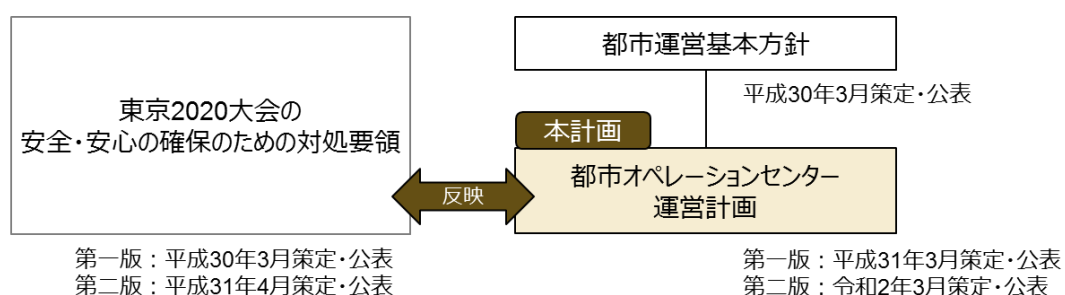 東京2020大会の
安全・安心の確保のための対処要領
第一版：平成30年3月策定・公表
第二版：平成31年4月策定・公表
反映
都市運営基本方針
平成30年3月策定・公表
本計画
都市オペレーションセンター
運営計画
第一版：平成31年3月策定・公表
第二版：令和2年3月策定・公表